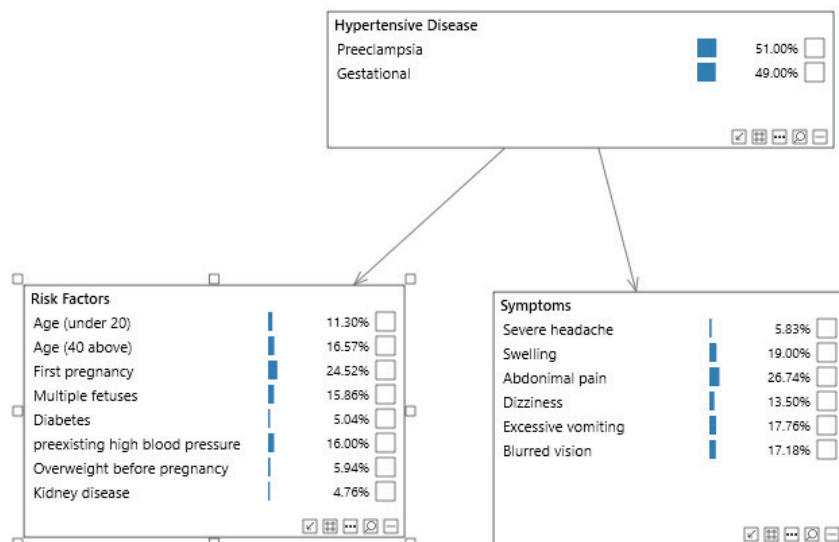 Hypertensive Disease
Preeclampsia 51.00%
Gestational 49.00%
Risk Factors
Age (under 20) 11.30%
Age (40 above) 16.57%
First pregnancy 24.52%
Multiple fetuses 15.86%
Diabetes 5.04%
preexisting high blood pressure 16.00%
Overweight before pregnancy 5.94%
Kidney disease 4.76%
Symptoms
Severe headache 5.83%
Swelling 19.00%
Abdonimal pain 26.74%
Dizziness 13.50%
Excessive vomiting 17.76%
Blurred vision 17.18%